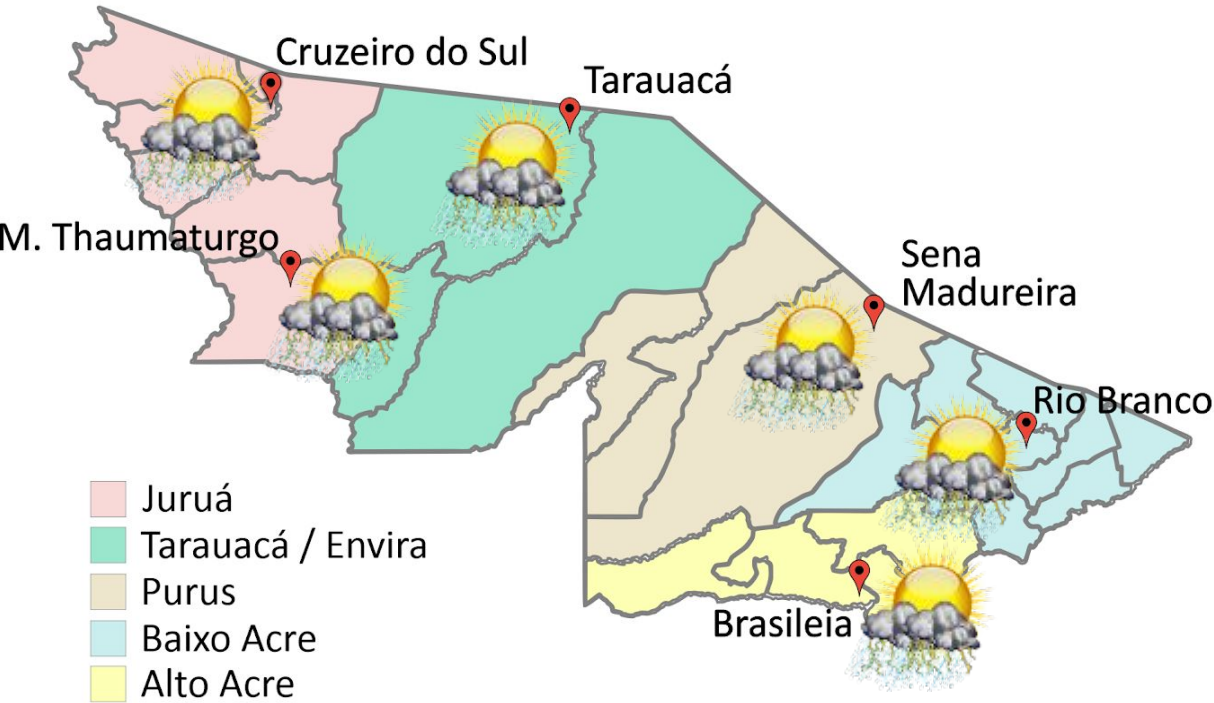 Cruzeiro do Sul
Tarauacá
M. Thaumaturgo
Sena
Madureira
Rio Branco
Brasileia
Juruá
Tarauacá / Envira
Purus
Baixo Acre
Alto Acre